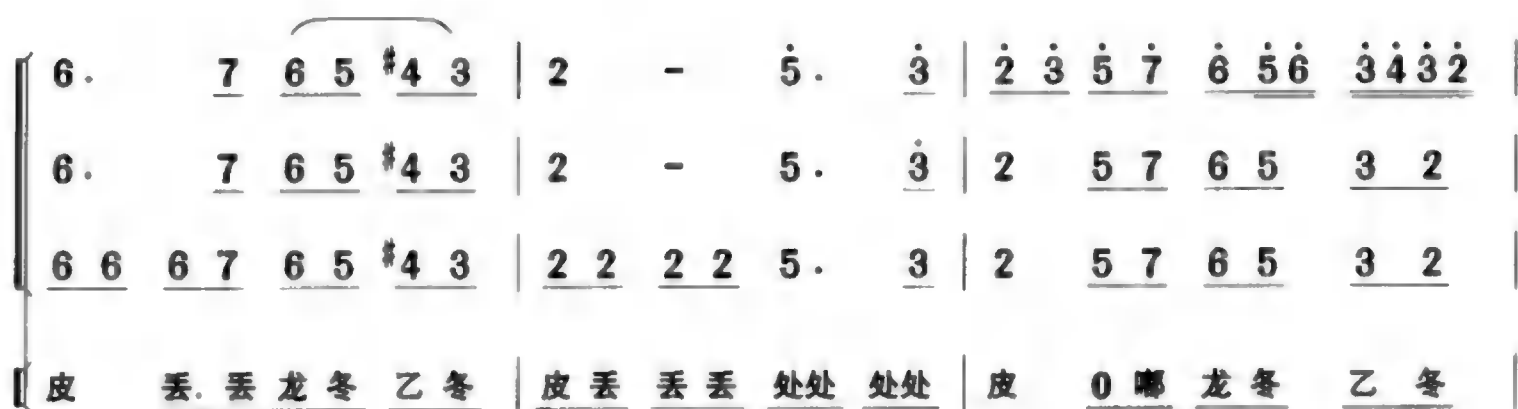 6. 7 6 5 #4 3 | 2 - 5̇. 3̇ | 2̇ 3̇ 5̇ 7̇ 6̇ 5̇6̇ 3̇4̇3̇2̇ |
6. 7 6 5 #4 3 | 2 - 5. 3̇ | 2 5 7 6 5 3 2 |
6 6 6 7 6 5 #4 3 | 2 2 2 2 5. 3 | 2 5 7 6 5 3 2 |
皮 丢. 丢 龙 冬 乙 冬 | 皮 丢 丢 丢 处处 处处 | 皮 0 嘟 龙 冬 乙 冬 |